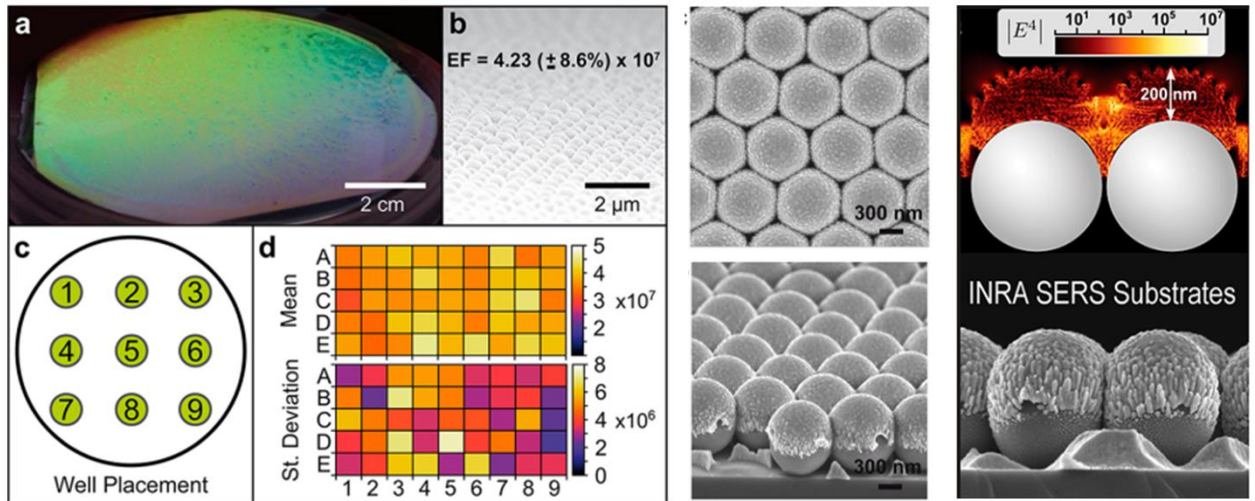 a
2 cm
b
EF = 4.23 (± 8.6%) x 10⁷
2 µm
c
1 2 3
4 5 6
7 8 9
Well Placement
d
Mean
A
B
C
D
E
5
4
3 x10⁷
2
St. Deviation
A
B
C
D
E
8
6
4 x10⁶
2
0
1 2 3 4 5 6 7 8 9
300 nm
300 nm
|E⁴| 10¹ 10³ 10⁵ 10⁷
200 nm
INRA SERS Substrates